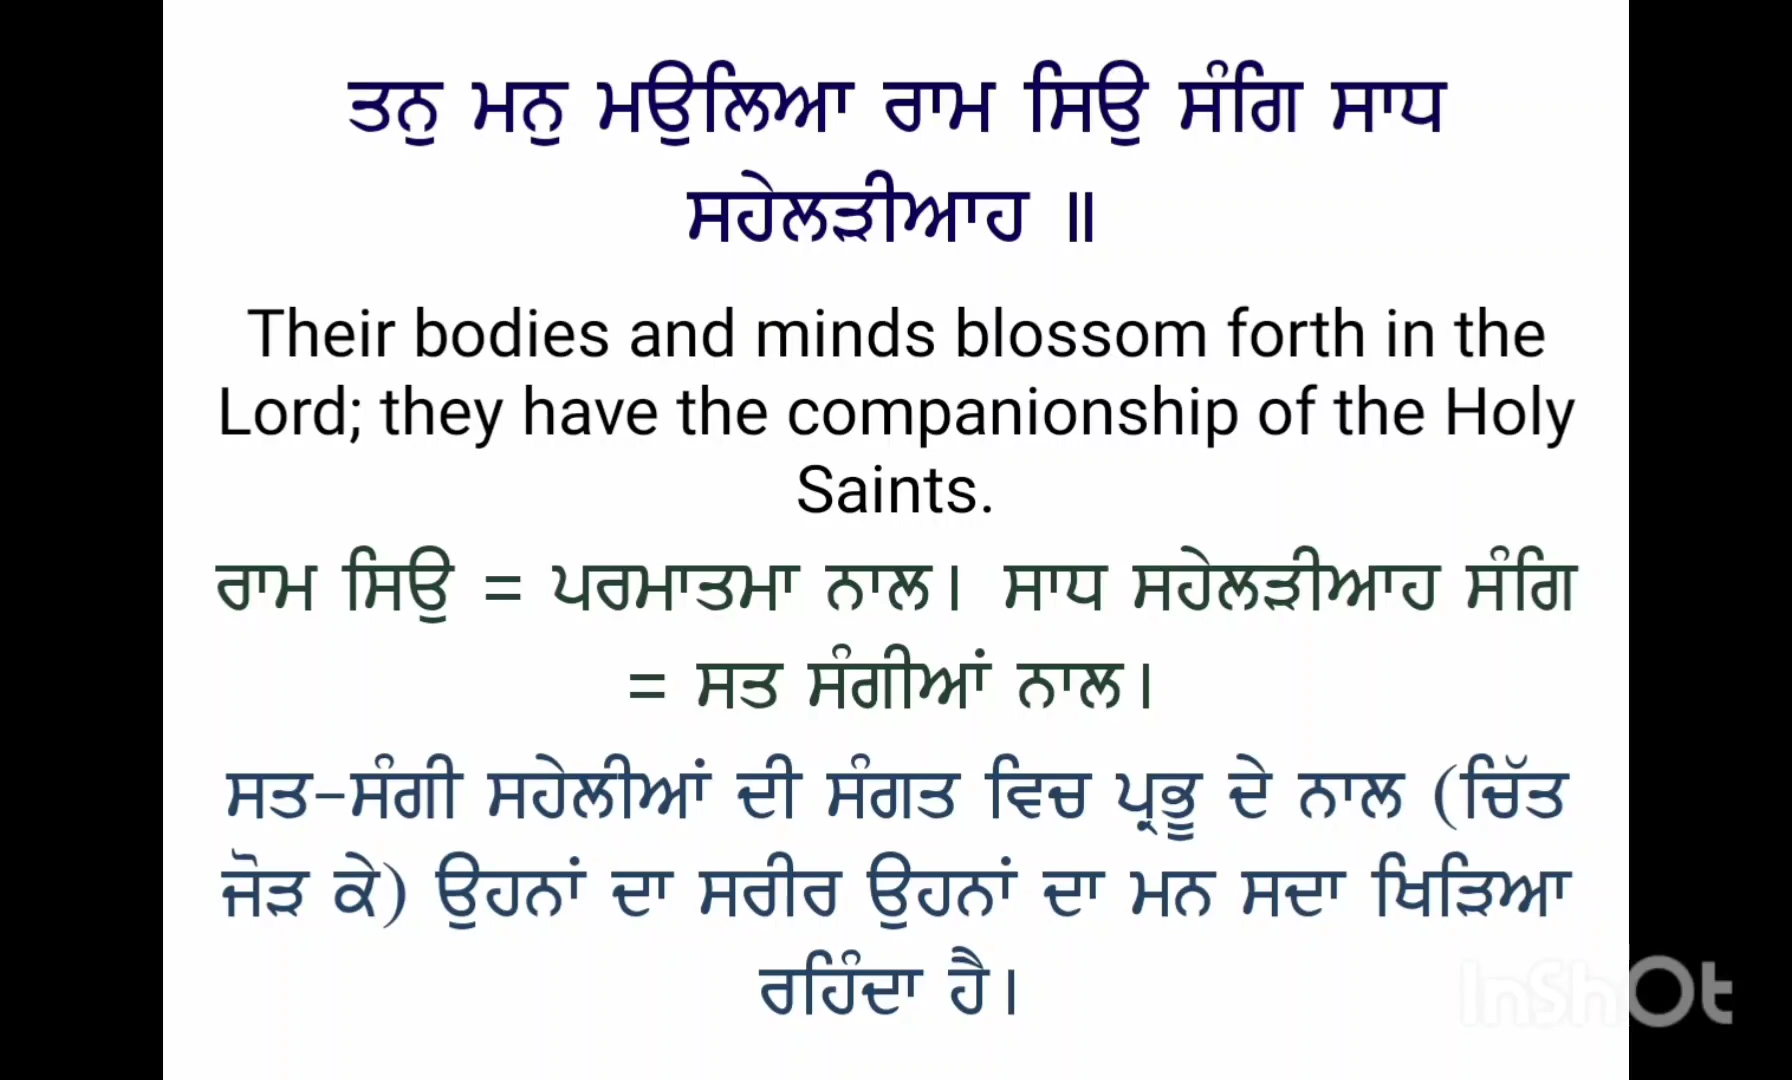 ਤਨੁ ਮਨੁ ਮਉਲਿਆ ਰਾਮ ਸਿਉ ਸੰਗਿ ਸਾਧ
ਸਹੇਲੜੀਆਹ ॥
Their bodies and minds blossom forth in the
Lord; they have the companionship of the Holy
Saints.
ਰਾਮ ਸਿਉ = ਪਰਮਾਤਮਾ ਨਾਲ। ਸਾਧ ਸਹੇਲੜੀਆਹ ਸੰਗਿ
= ਸਤ ਸੰਗੀਆਂ ਨਾਲ।
ਸਤ-ਸੰਗੀ ਸਹੇਲੀਆਂ ਦੀ ਸੰਗਤ ਵਿਚ ਪ੍ਰਭੂ ਦੇ ਨਾਲ (ਚਿੱਤ
ਜੋੜ ਕੇ) ਉਹਨਾਂ ਦਾ ਸਰੀਰ ਉਹਨਾਂ ਦਾ ਮਨ ਸਦਾ ਖਿੜਿਆ
ਰਹਿੰਦਾ ਹੈ।
InShOt